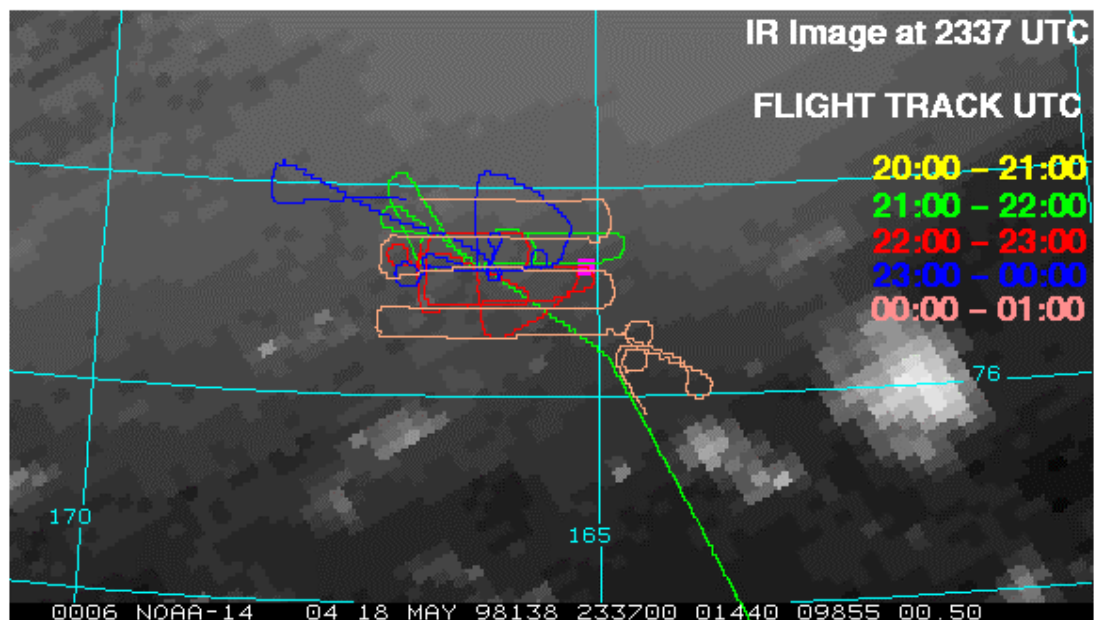 IR Image at 2337 UTC
FLIGHT TRACK UTC
20:00 – 21:00
21:00 – 22:00
22:00 – 23:00
23:00 – 00:00
00:00 – 01:00
76
170
165
0006 NOAA-14 04 18 MAY 98138 233700 01440 09855 00.50